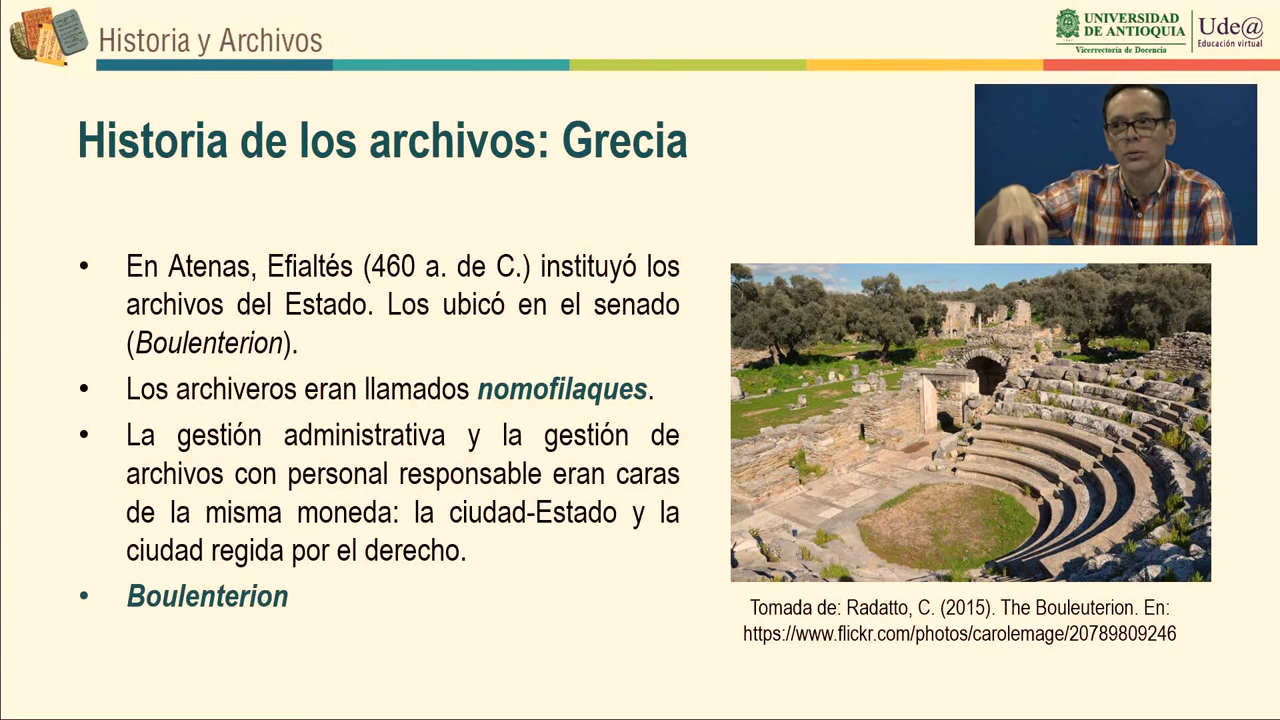 Historia y Archivos
UNIVERSIDAD
DE ANTIOQUIA
Vicerrectoría de Docencia
Ude@
Educación virtual
Historia de los archivos: Grecia
• En Atenas, Efialtés (460 a. de C.) instituyó los
archivos del Estado. Los ubicó en el senado
(Boulenterion).
• Los archiveros eran llamados nomofilaques.
• La gestión administrativa y la gestión de
archivos con personal responsable eran caras
de la misma moneda: la ciudad-Estado y la
ciudad regida por el derecho.
• Boulenterion
Tomada de: Radatto, C. (2015). The Bouleuterion. En:
https://www.flickr.com/photos/carolemage/20789809246